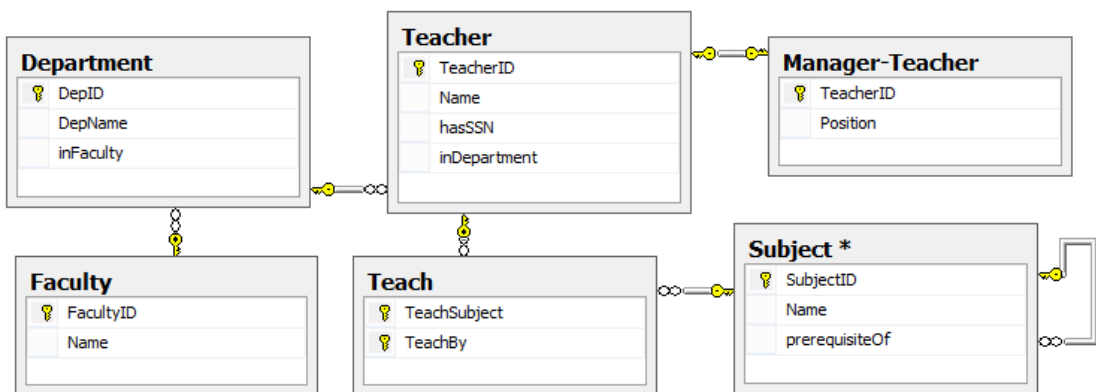 Department
DepID
DepName
inFaculty
Teacher
TeacherID
Name
hasSSN
inDepartment
Manager-Teacher
TeacherID
Position
Faculty
FacultyID
Name
Teach
TeachSubject
TeachBy
Subject *
SubjectID
Name
prerequisiteOf